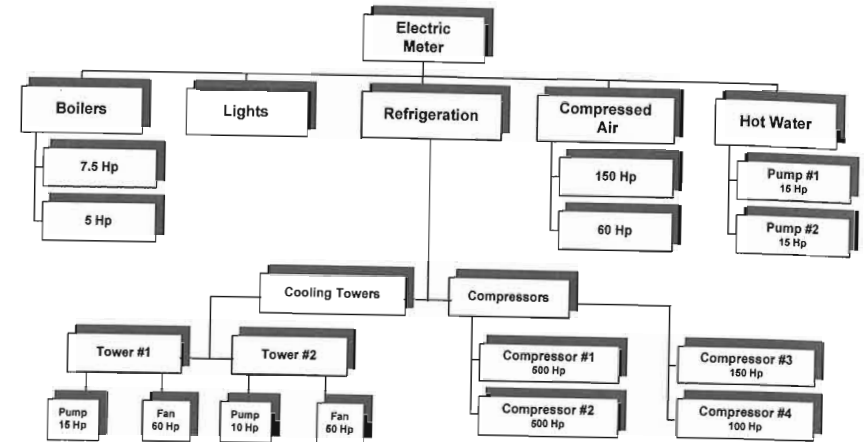 Electric
Meter
Boilers
Lights
Refrigeration
Compressed
Air
Hot Water
7.5 Hp
5 Hp
150 Hp
60 Hp
Pump #1
15 Hp
Pump #2
15 Hp
Cooling Towers
Compressors
Tower #1
Tower #2
Compressor #1
500 Hp
Compressor #2
500 Hp
Compressor #3
150 Hp
Compressor #4
100 Hp
Pump
15 Hp
Fan
60 Hp
Pump
10 Hp
Fan
50 Hp